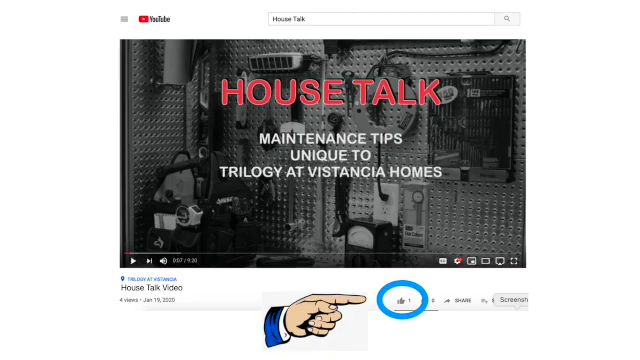 YouTube
House Talk
HOUSE TALK
MAINTENANCE TIPS
UNIQUE TO
TRILOGY AT VISTANCIA HOMES
0:07 / 9:20
TRILOGY AT VISTANCIA
House Talk Video
4 views • Jan 19, 2020
1
0
SHARE
S
Screensh